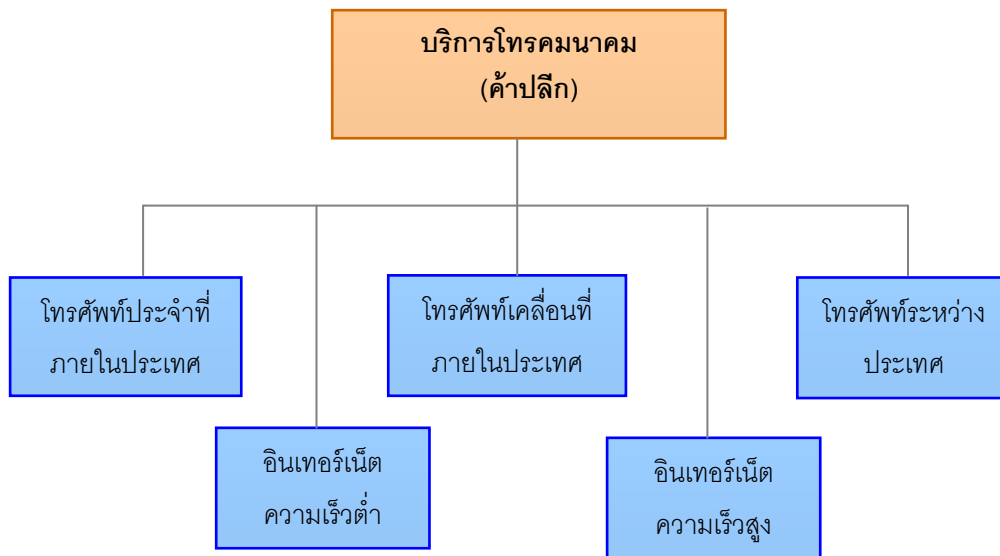 บริการโทรคมนาคม
(ค้าปลีก)
โทรศัพท์ประจำที่
ภายในประเทศ
โทรศัพท์เคลื่อนที่
ภายในประเทศ
โทรศัพท์ระหว่าง
ประเทศ
อินเทอร์เน็ต
ความเร็วต่ำ
อินเทอร์เน็ต
ความเร็วสูง